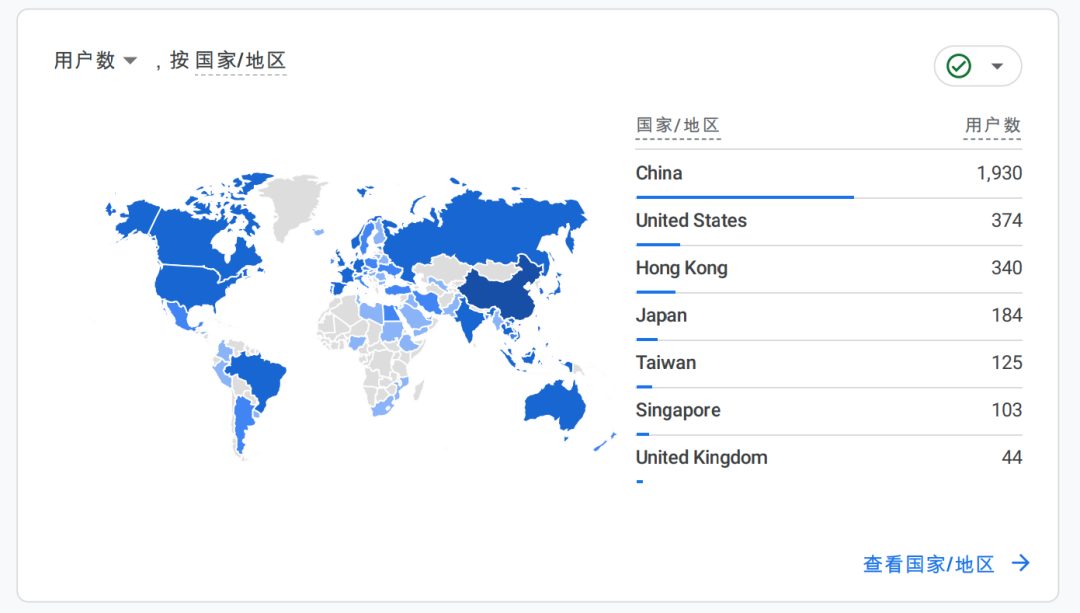 用户数 , 按 国家/地区
国家/地区 用户数
China 1,930
United States 374
Hong Kong 340
Japan 184
Taiwan 125
Singapore 103
United Kingdom 44
查看国家/地区 →